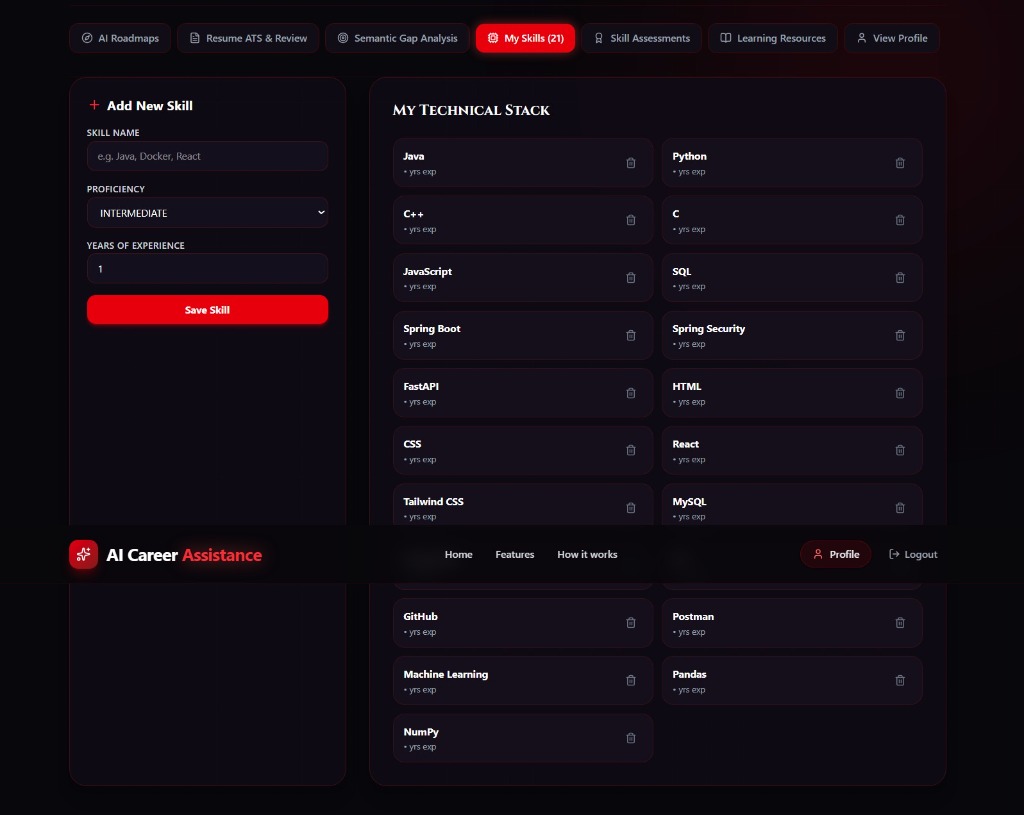 AI Roadmaps
Resume ATS & Review
Semantic Gap Analysis
My Skills (21)
Skill Assessments
Learning Resources
View Profile
Add New Skill
SKILL NAME
e.g. Java, Docker, React
PROFICIENCY
INTERMEDIATE
YEARS OF EXPERIENCE
1
Save Skill
My Technical Stack
Java
• yrs exp
Python
• yrs exp
C++
• yrs exp
C
• yrs exp
JavaScript
• yrs exp
SQL
• yrs exp
Spring Boot
• yrs exp
Spring Security
• yrs exp
FastAPI
• yrs exp
HTML
• yrs exp
CSS
• yrs exp
React
• yrs exp
Tailwind CSS
• yrs exp
MySQL
• yrs exp
AI Career Assistance
Home
Features
How it works
Profile
Logout
GitHub
• yrs exp
Postman
• yrs exp
Machine Learning
• yrs exp
Pandas
• yrs exp
NumPy
• yrs exp